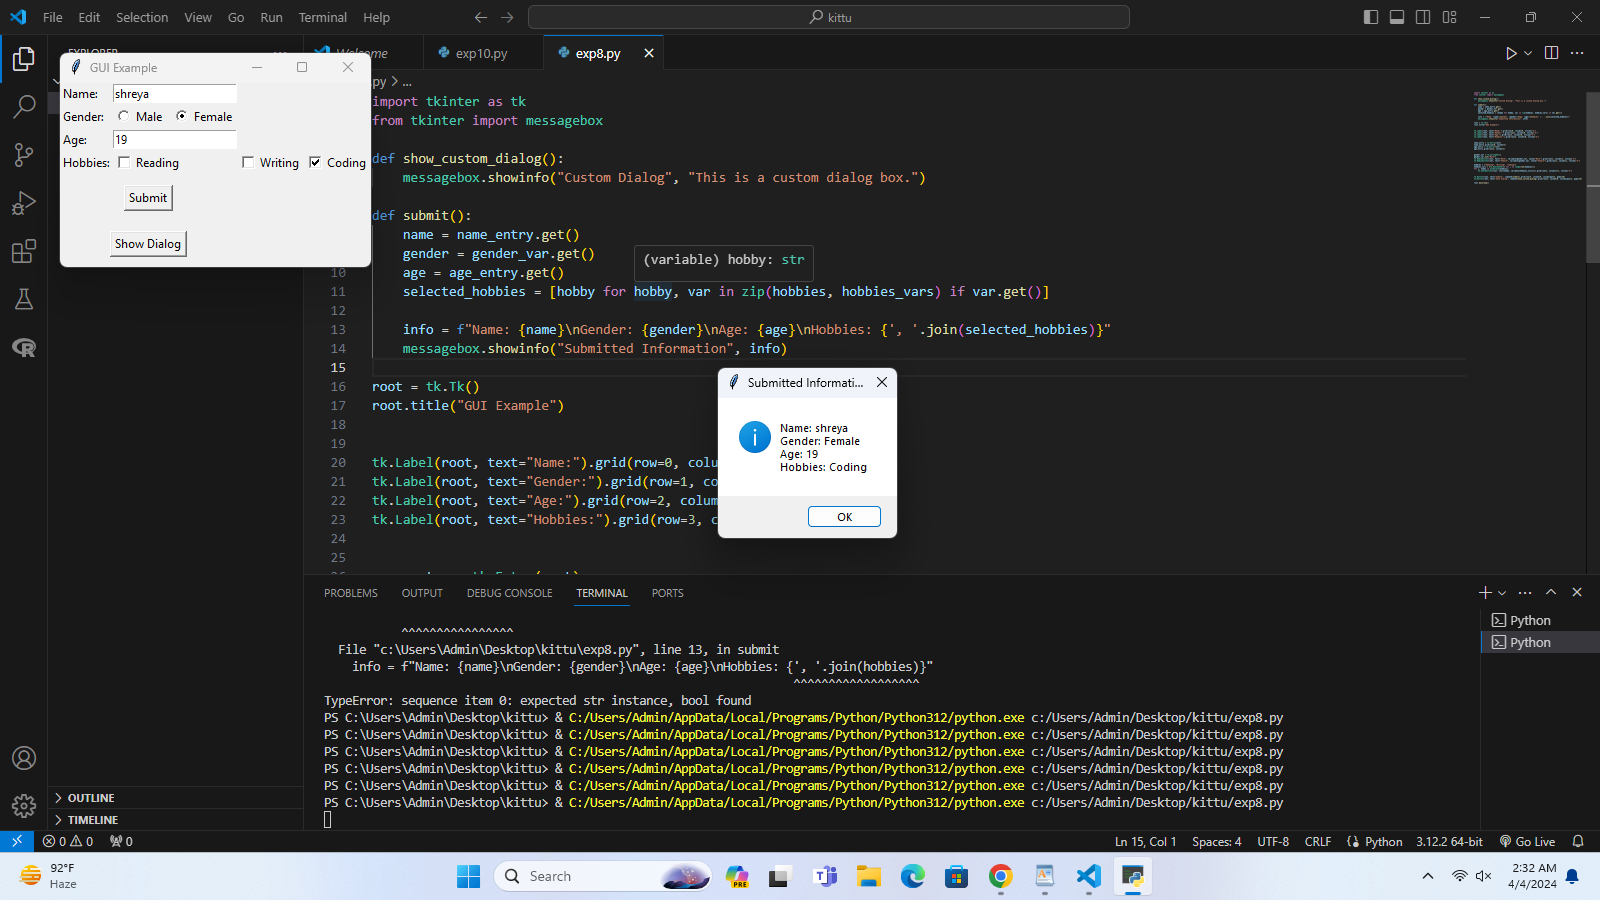 File Edit Selection View Go Run Terminal Help
kittu
EXPLORER
Welcome
exp10.py
exp8.py
GUI Example
Name: shreya
Gender: Male Female
Age: 19
Hobbies: Reading Writing Coding
Submit
Show Dialog
py > ...
import tkinter as tk
from tkinter import messagebox
def show_custom_dialog():
messagebox.showinfo("Custom Dialog", "This is a custom dialog box.")
def submit():
name = name_entry.get()
gender = gender_var.get()
(variable) hobby: str
10 age = age_entry.get()
11 selected_hobbies = [hobby for hobby, var in zip(hobbies, hobbies_vars) if var.get()]
12
13 info = f"Name: {name}\nGender: {gender}\nAge: {age}\nHobbies: {', '.join(selected_hobbies)}"
14 messagebox.showinfo("Submitted Information", info)
15
16 root = tk.Tk()
17 root.title("GUI Example")
18
19
20 tk.Label(root, text="Name:").grid(row=0, colu
21 tk.Label(root, text="Gender:").grid(row=1, co
22 tk.Label(root, text="Age:").grid(row=2, colum
23 tk.Label(root, text="Hobbies:").grid(row=3, c
24
25
Submitted Informati...
Name: shreya
Gender: Female
Age: 19
Hobbies: Coding
OK
PROBLEMS OUTPUT DEBUG CONSOLE TERMINAL PORTS
^^^^^^^^^^^^^^^^
File "c:\Users\Admin\Desktop\kittu\exp8.py", line 13, in submit
info = f"Name: {name}\nGender: {gender}\nAge: {age}\nHobbies: {', '.join(hobbies)}"
^^^^^^^^^^^^^^^^^^
TypeError: sequence item 0: expected str instance, bool found
PS C:\Users\Admin\Desktop\kittu> & C:/Users/Admin/AppData/Local/Programs/Python/Python312/python.exe c:/Users/Admin/Desktop/kittu/exp8.py
PS C:\Users\Admin\Desktop\kittu> & C:/Users/Admin/AppData/Local/Programs/Python/Python312/python.exe c:/Users/Admin/Desktop/kittu/exp8.py
PS C:\Users\Admin\Desktop\kittu> & C:/Users/Admin/AppData/Local/Programs/Python/Python312/python.exe c:/Users/Admin/Desktop/kittu/exp8.py
PS C:\Users\Admin\Desktop\kittu> & C:/Users/Admin/AppData/Local/Programs/Python/Python312/python.exe c:/Users/Admin/Desktop/kittu/exp8.py
PS C:\Users\Admin\Desktop\kittu> & C:/Users/Admin/AppData/Local/Programs/Python/Python312/python.exe c:/Users/Admin/Desktop/kittu/exp8.py
PS C:\Users\Admin\Desktop\kittu> & C:/Users/Admin/AppData/Local/Programs/Python/Python312/python.exe c:/Users/Admin/Desktop/kittu/exp8.py
Python
Python
OUTLINE
TIMELINE
0 0 0
Ln 15, Col 1 Spaces: 4 UTF-8 CRLF Python 3.12.2 64-bit Go Live
92°F
Haze
Search
PRE
2:32 AM
4/4/2024